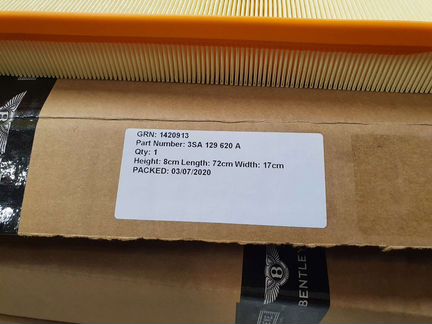 GRN: 1420913
Part Number: 3SA 129 620 A
Qty: 1
Height: 8cm Length: 72cm Width: 17cm
PACKED: 03/07/2020
B
B
BENTLEY